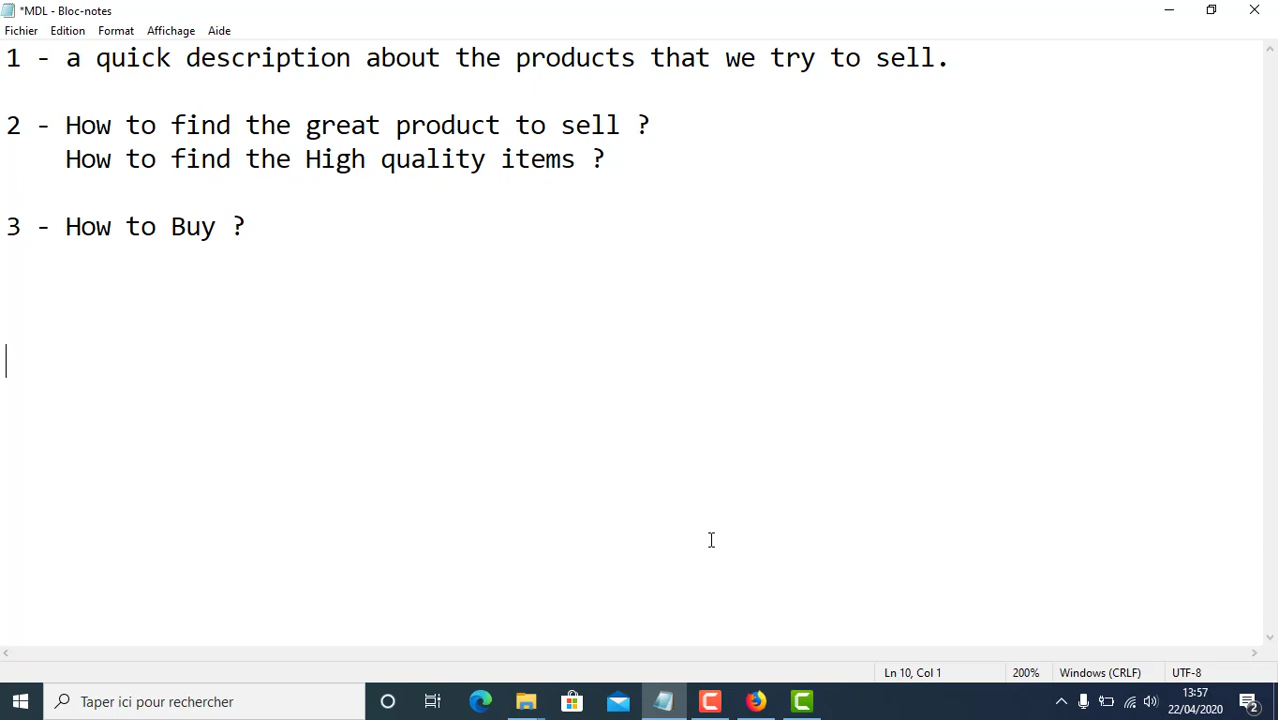 *MDL - Bloc-notes
Fichier Edition Format Affichage Aide
1 - a quick description about the products that we try to sell.
2 - How to find the great product to sell ?
How to find the High quality items ?
3 - How to Buy ?
Ln 10, Col 1 200% Windows (CRLF) UTF-8
Taper ici pour rechercher
13:57
22/04/2020
2